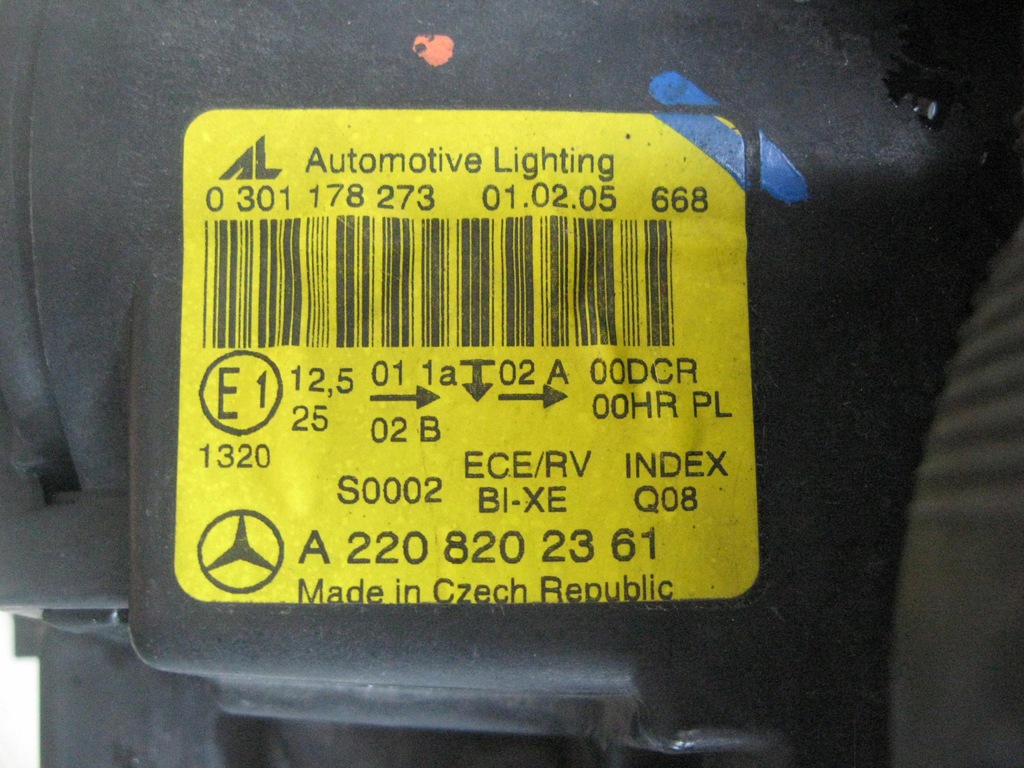 AL Automotive Lighting
0 301 178 273 01.02.05 668
E1 12,5 01 1a 02 A 00DCR
25 02 B 00HR PL
1320
S0002 ECE/RV INDEX
BI-XE Q08
A 220 820 23 61
Made in Czech Republic